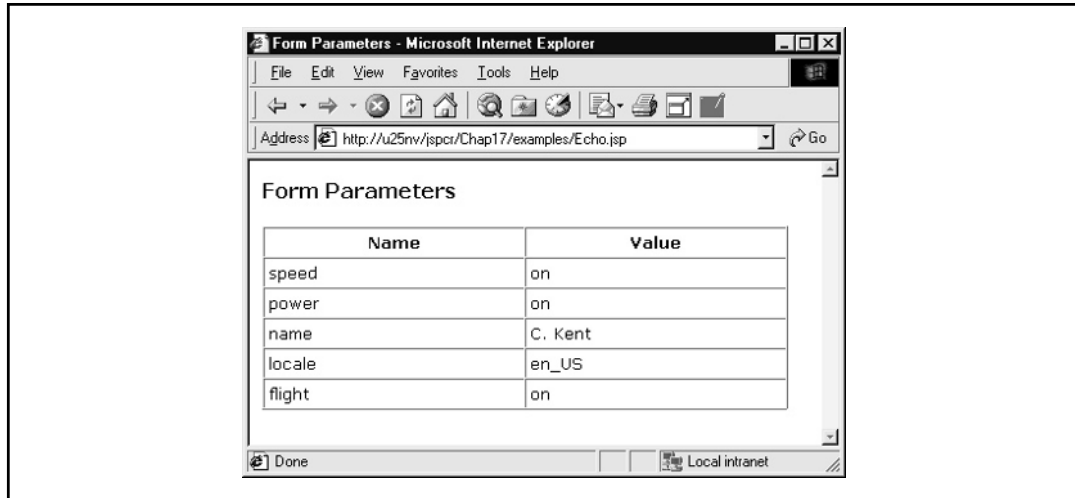 Form Parameters - Microsoft Internet Explorer
File Edit View Favorites Tools Help
Address http://u25nv/jspcr/Chap17/examples/Echo.jsp Go
Form Parameters
Name Value
speed on
power on
name C. Kent
locale en_US
flight on
Done Local intranet